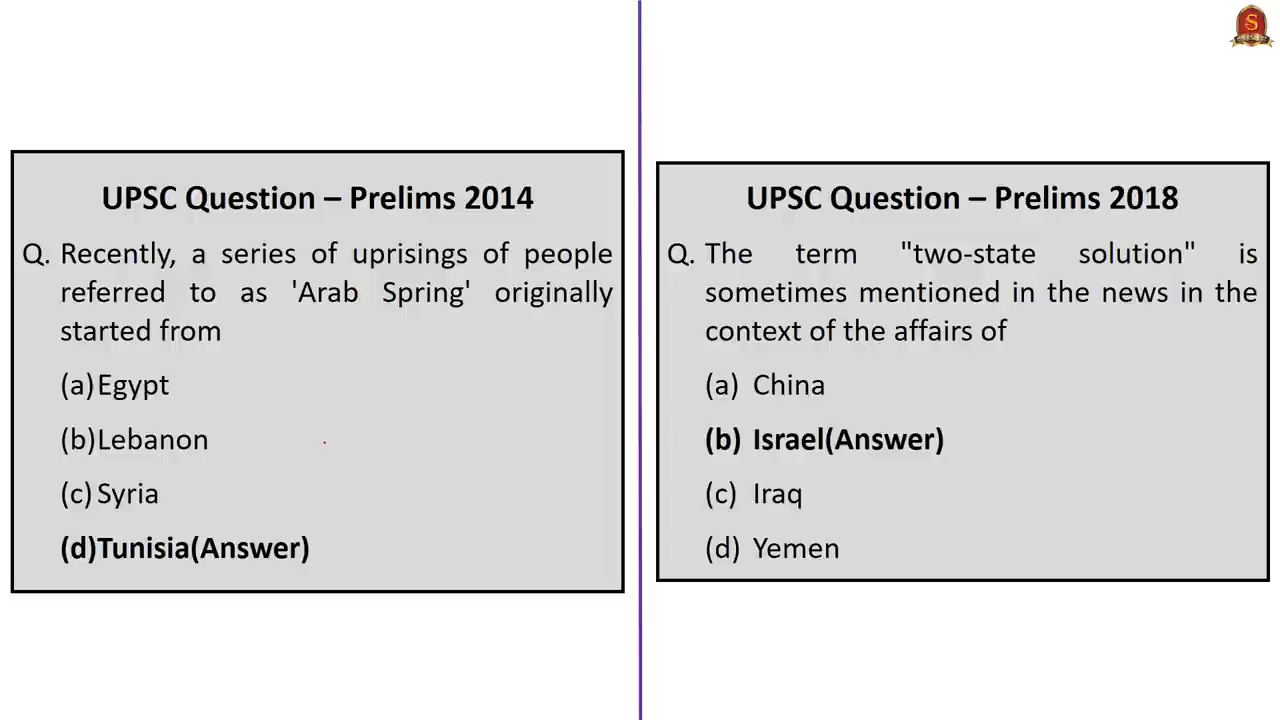 UPSC Question – Prelims 2014
Q. Recently, a series of uprisings of people
referred to as 'Arab Spring' originally
started from
(a) Egypt
(b) Lebanon
(c) Syria
(d) Tunisia(Answer)
UPSC Question – Prelims 2018
Q. The term "two-state solution" is
sometimes mentioned in the news in the
context of the affairs of
(a) China
(b) Israel(Answer)
(c) Iraq
(d) Yemen
S